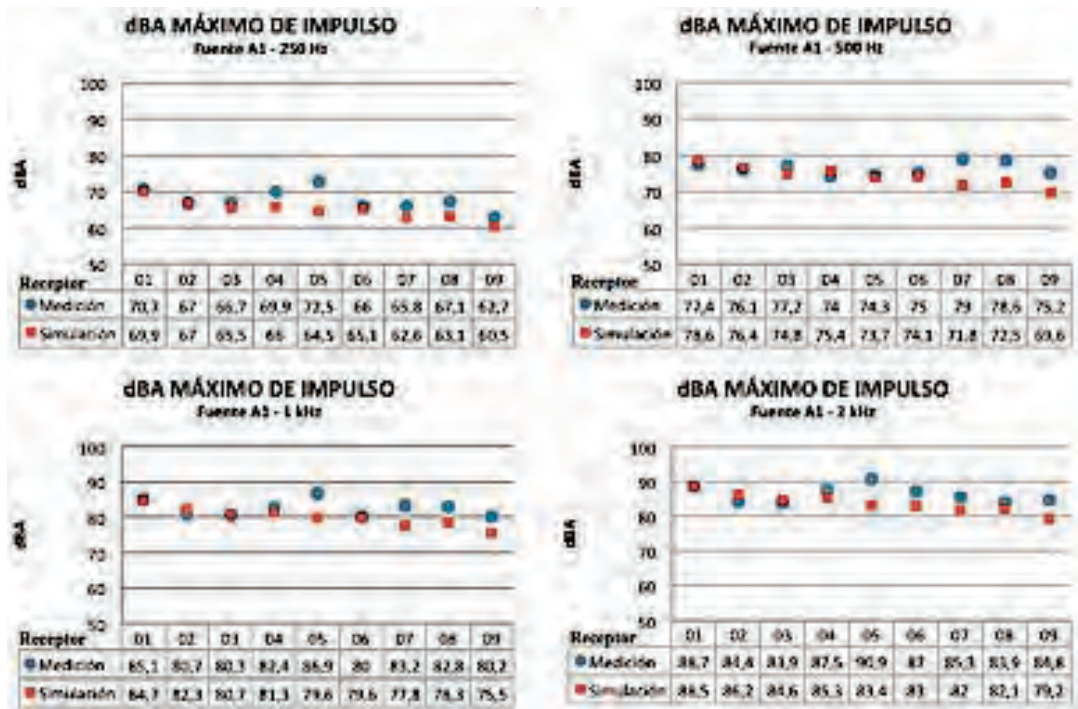 dBA MÁXIMO DE IMPULSO
Fuente A1 - 250 Hz
100
90
80
70
60
50
dBA
Receptor 01 02 03 04 05 06 07 08 09
Medición 70,3 67 66,7 69,9 72,5 66 65,8 67,1 62,7
Simulación 69,9 67 65,5 66 64,5 65,1 62,6 63,1 60,5
dBA MÁXIMO DE IMPULSO
Fuente A1 - 500 Hz
100
90
80
70
60
50
dBA
Receptor 01 02 03 04 05 06 07 08 09
Medición 77,4 76,1 77,2 74 74,3 75 79 78,6 75,2
Simulación 78,6 76,4 74,8 75,4 73,7 74,1 71,8 72,5 69,6
dBA MÁXIMO DE IMPULSO
Fuente A1 - 1 kHz
100
90
80
70
60
50
dBA
Receptor 01 02 03 04 05 06 07 08 09
Medición 85,1 80,7 80,3 82,4 86,9 80 83,2 82,8 80,2
Simulación 84,7 82,3 80,7 81,3 79,6 79,6 77,8 78,3 75,5
dBA MÁXIMO DE IMPULSO
Fuente A1 - 2 kHz
100
90
80
70
60
50
dBA
Receptor 01 02 03 04 05 06 07 08 09
Medición 88,7 84,4 83,9 87,5 90,9 87 85,3 83,9 84,8
Simulación 88,5 86,2 84,6 85,3 83,4 83 82 82,1 79,2